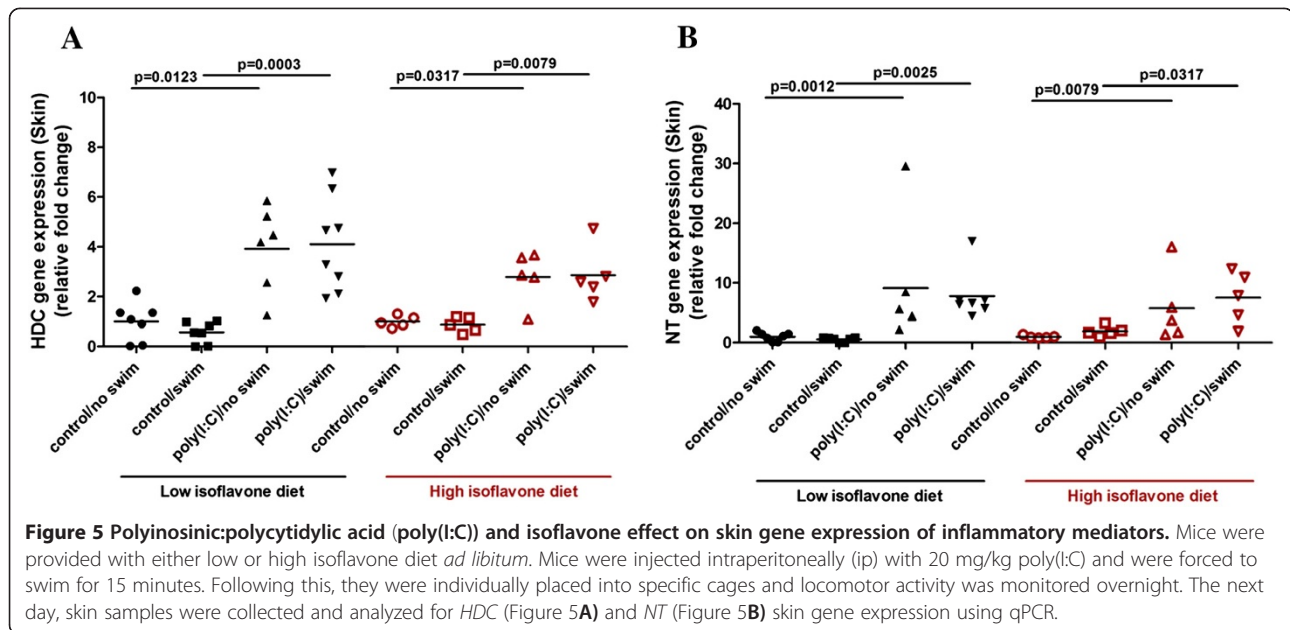 A
B
p=0.0123
p=0.0003
p=0.0317
p=0.0079
HDC gene expression (Skin)
(relative fold change)
10
8
6
4
2
0
control/no swim
control/swim
poly(I:C)/no swim
poly(I:C)/swim
control/no swim
control/swim
poly(I:C)/no swim
poly(I:C)/swim
Low isoflavone diet
High isoflavone diet
p=0.0012
p=0.0025
p=0.0079
p=0.0317
NT gene expression (Skin)
(relative fold change)
40
30
20
10
0
control/no swim
control/swim
poly(I:C)/no swim
poly(I:C)/swim
control/no swim
control/swim
poly(I:C)/no swim
poly(I:C)/swim
Low isoflavone diet
High isoflavone diet
Figure 5 Polyinosinic:polycytidylic acid (poly(I:C)) and isoflavone effect on skin gene expression of inflammatory mediators. Mice were
provided with either low or high isoflavone diet ad libitum. Mice were injected intraperitoneally (ip) with 20 mg/kg poly(I:C) and were forced to
swim for 15 minutes. Following this, they were individually placed into specific cages and locomotor activity was monitored overnight. The next
day, skin samples were collected and analyzed for HDC (Figure 5A) and NT (Figure 5B) skin gene expression using qPCR.